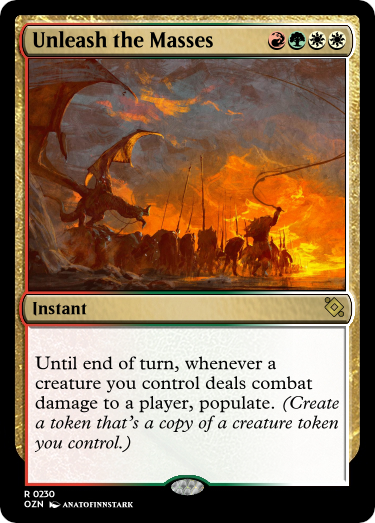 Unleash the Masses
Instant
Until end of turn, whenever a
creature you control deals combat
damage to a player, populate. (Create
a token that's a copy of a creature token
you control.)
R 0230
OZN ANATOFINNSTARK